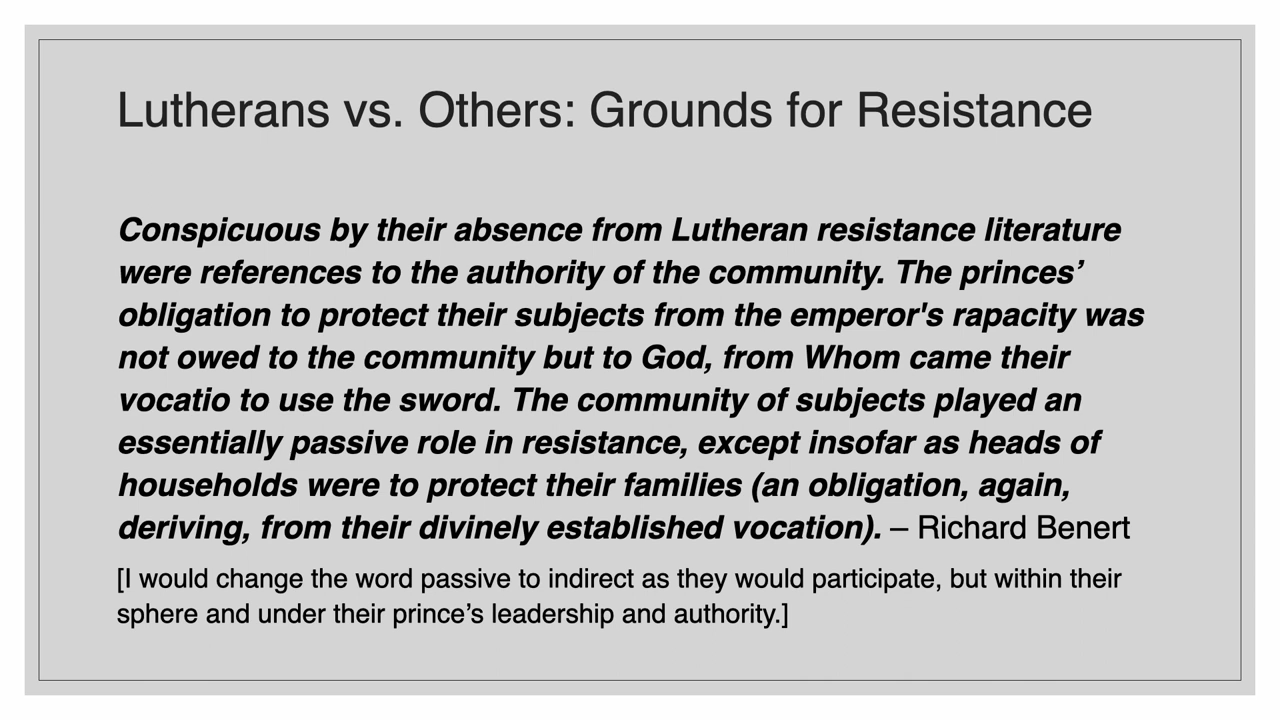 Lutherans vs. Others: Grounds for Resistance
Conspicuous by their absence from Lutheran resistance literature
were references to the authority of the community. The princes’
obligation to protect their subjects from the emperor's rapacity was
not owed to the community but to God, from Whom came their
vocatio to use the sword. The community of subjects played an
essentially passive role in resistance, except insofar as heads of
households were to protect their families (an obligation, again,
deriving, from their divinely established vocation). – Richard Benert
[I would change the word passive to indirect as they would participate, but within their
sphere and under their prince’s leadership and authority.]